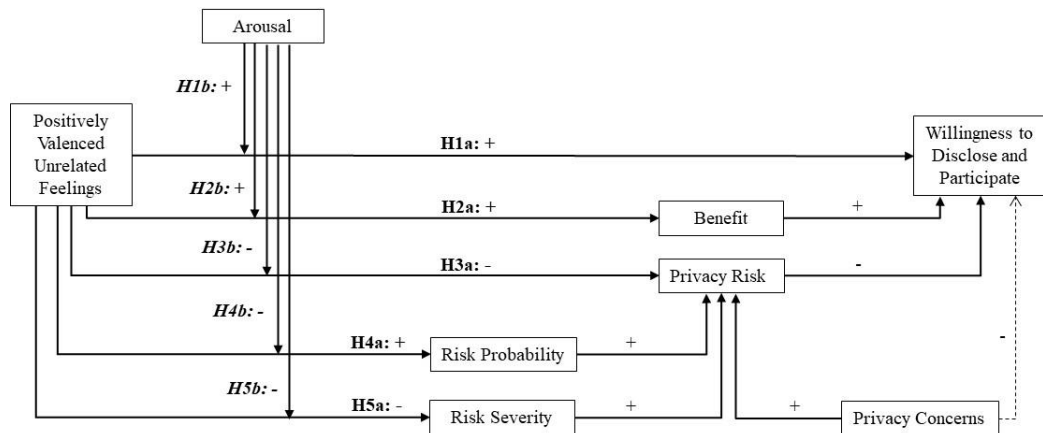 Arousal
H1b: +
Positively
Valenced
Unrelated
Feelings
H1a: +
Willingness to
Disclose and
Participate
H2b: +
H2a: +
Benefit
+
H3b: -
H3a: -
Privacy Risk
-
H4b: -
H4a: +
Risk Probability
+
-
H5b: -
H5a: -
Risk Severity
+
+
Privacy Concerns